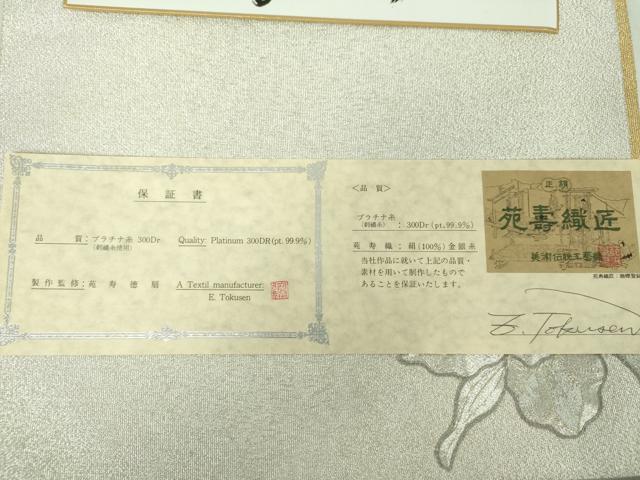 保証書
品質：プラチナ糸 300Dr
(刺繍糸使用)
Quality: Platinum 300DR(pt. 99.9%)
製作監修：苑寿徳扇
A Textil manufacturer:
E. Tokusen
〈品質〉
プラチナ糸
(刺繍糸)
：300Dr(pt. 99.9%)
苑寿織：絹(100%)金銀糸
当社作品に就いて上記の品質・
素材を用いて制作したもので
あることを保証いたします。
苑壽織匠
美術伝統工芸織
E. Tokusen